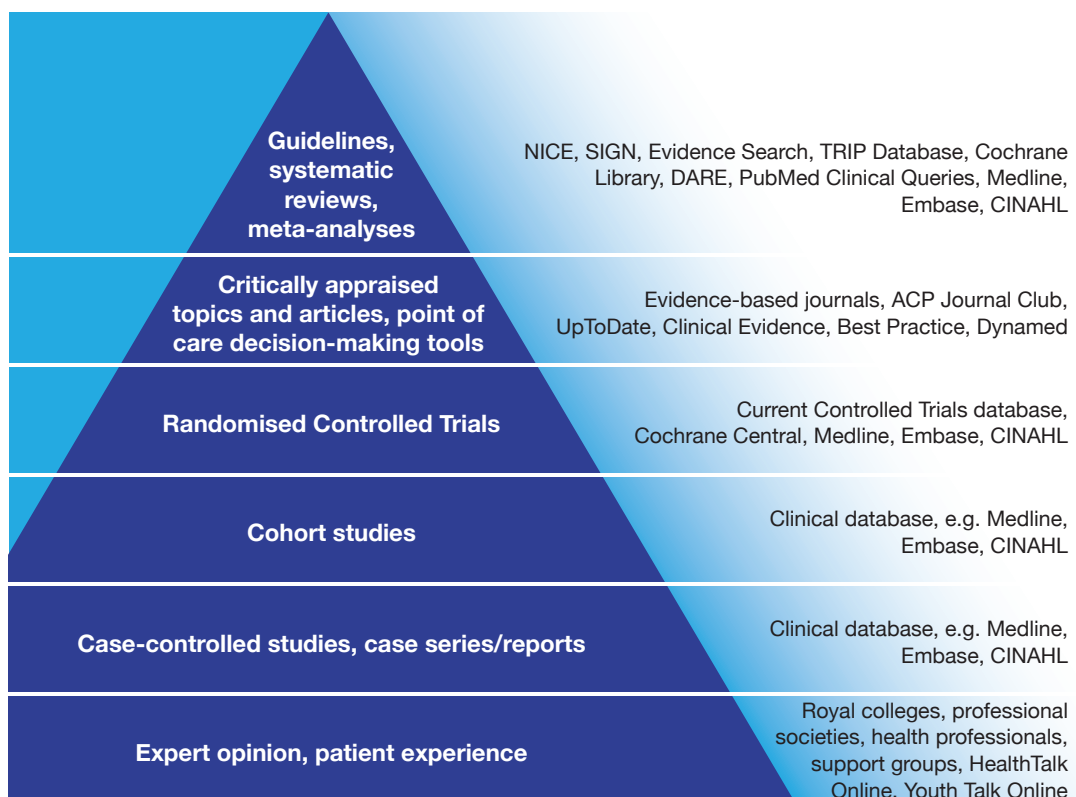 Guidelines,
systematic
reviews,
meta-analyses
NICE, SIGN, Evidence Search, TRIP Database, Cochrane
Library, DARE, PubMed Clinical Queries, Medline,
Embase, CINAHL
Critically appraised
topics and articles, point of
care decision-making tools
Evidence-based journals, ACP Journal Club,
UpToDate, Clinical Evidence, Best Practice, Dynamed
Randomised Controlled Trials
Current Controlled Trials database,
Cochrane Central, Medline, Embase, CINAHL
Cohort studies
Clinical database, e.g. Medline,
Embase, CINAHL
Case-controlled studies, case series/reports
Clinical database, e.g. Medline,
Embase, CINAHL
Expert opinion, patient experience
Royal colleges, professional
societies, health professionals,
support groups, HealthTalk
Online, Youth Talk Online